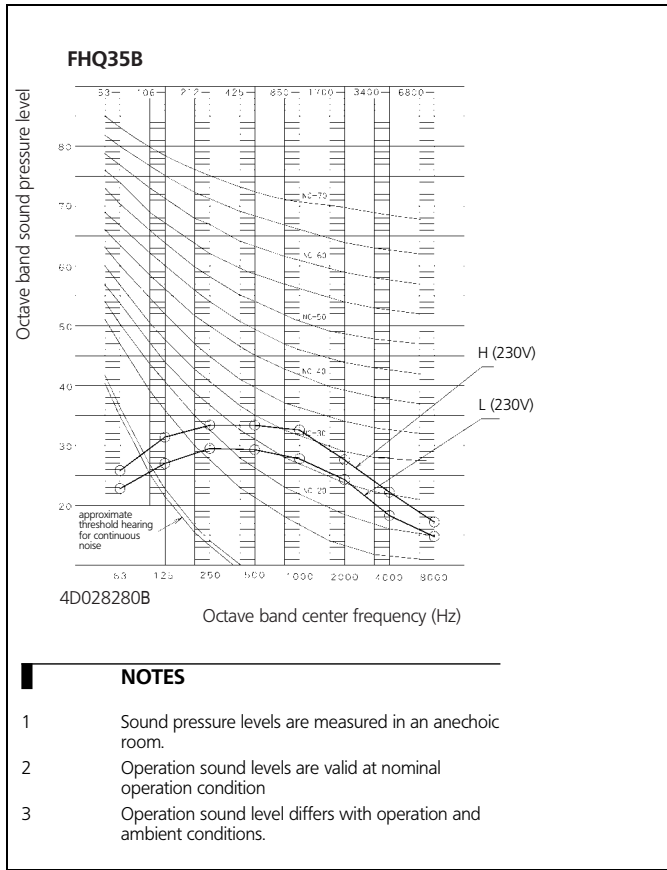 FHQ35B
Octave band sound pressure level
53 106 212 425 850 1700 3400 6800
80
70
60
50
40
30
20
NC-70
NC-60
NC-50
NC-40
NC-30
NC-20
H (230V)
L (230V)
approximate
threshold hearing
for continuous
noise
63 125 250 500 1000 2000 4000 8000
4D028280B
Octave band center frequency (Hz)
NOTES
1 Sound pressure levels are measured in an anechoic
room.
2 Operation sound levels are valid at nominal
operation condition
3 Operation sound level differs with operation and
ambient conditions.